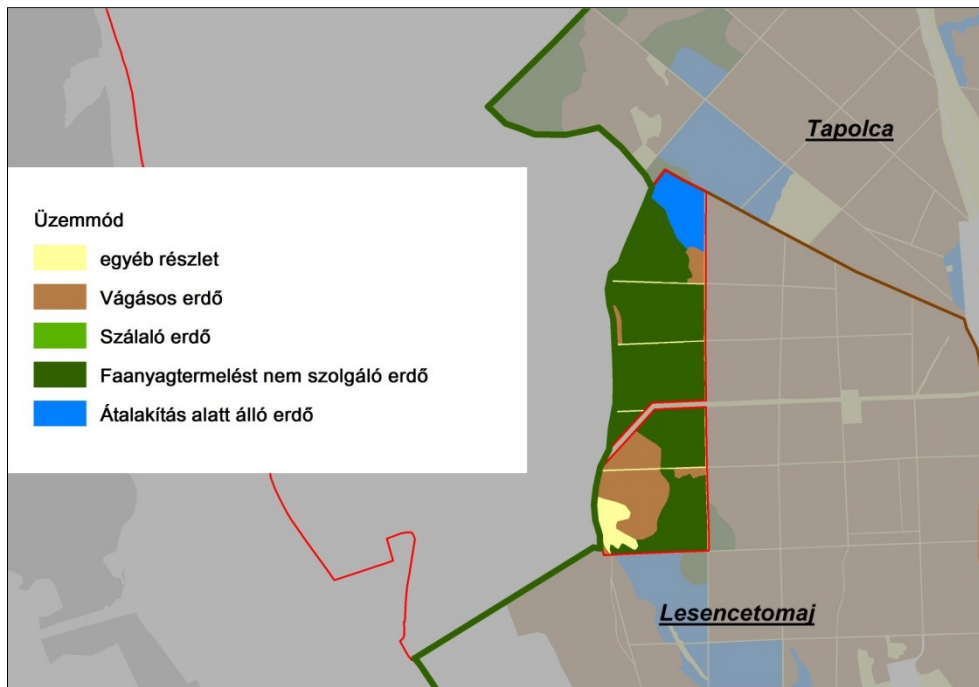 Tapolca
Üzemmód
egyéb részlet
Vágásos erdő
Szálaló erdő
Faanyagtermelést nem szolgáló erdő
Átalakítás alatt álló erdő
Lesencetomaj